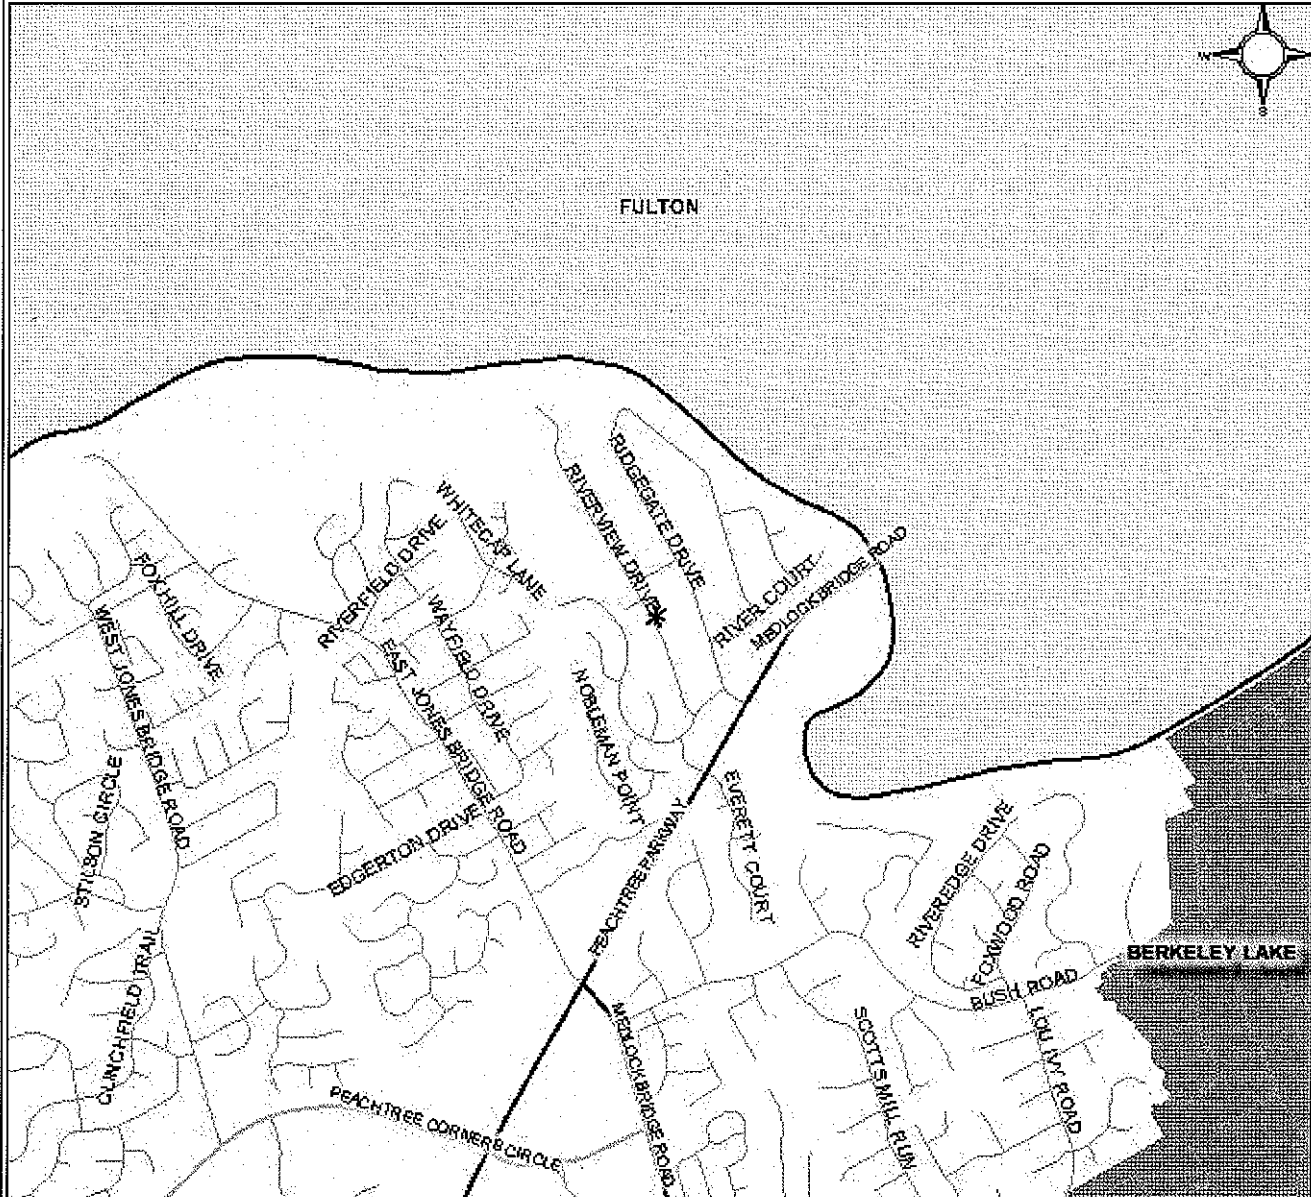 W
S
FULTON
RIDGEGATE DRIVE
RIVERVIEW DRIVE
WHITECAP LANE
RIVERFIELD DRIVE
FOXHILL DRIVE
RIVER COURT
MEDLOCK BRIDGE ROAD
WAYFIELD DRIVE
WEST JONES BRIDGE ROAD
EAST JONES BRIDGE ROAD
NOBLEMAN POINT
STILSON CIRCLE
EVERETT COURT
EDGERTON DRIVE
PEACHTREE PARKWAY
RIVEREDGE DRIVE
FOXWOOD ROAD
BERKELEY LAKE
CLINCHFIELD TRAIL
BUSH ROAD
MEDLOCK BRIDGE ROAD
SCOTTS MILL RUN
LOU IVY ROAD
PEACHTREE CORNERS CIRCLE